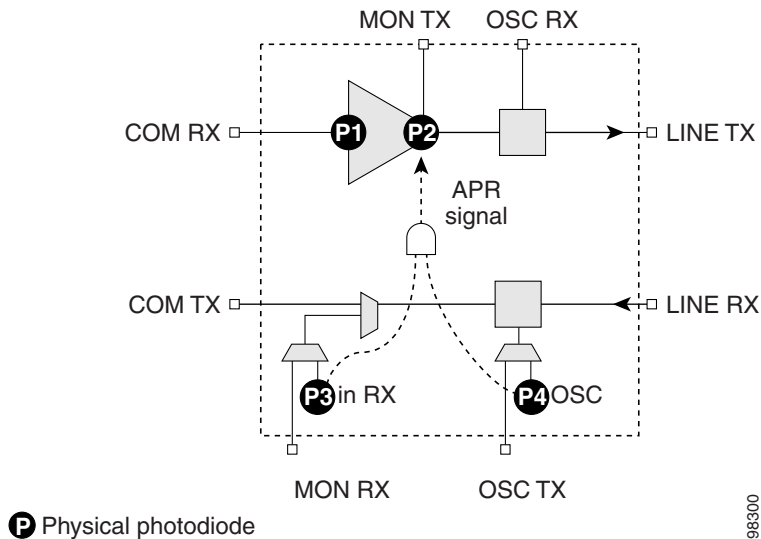 MON TX OSC RX
COM RX P1 P2 LINE TX
APR
signal
COM TX LINE RX
P3 in RX P4 OSC
MON RX OSC TX
P Physical photodiode
98300